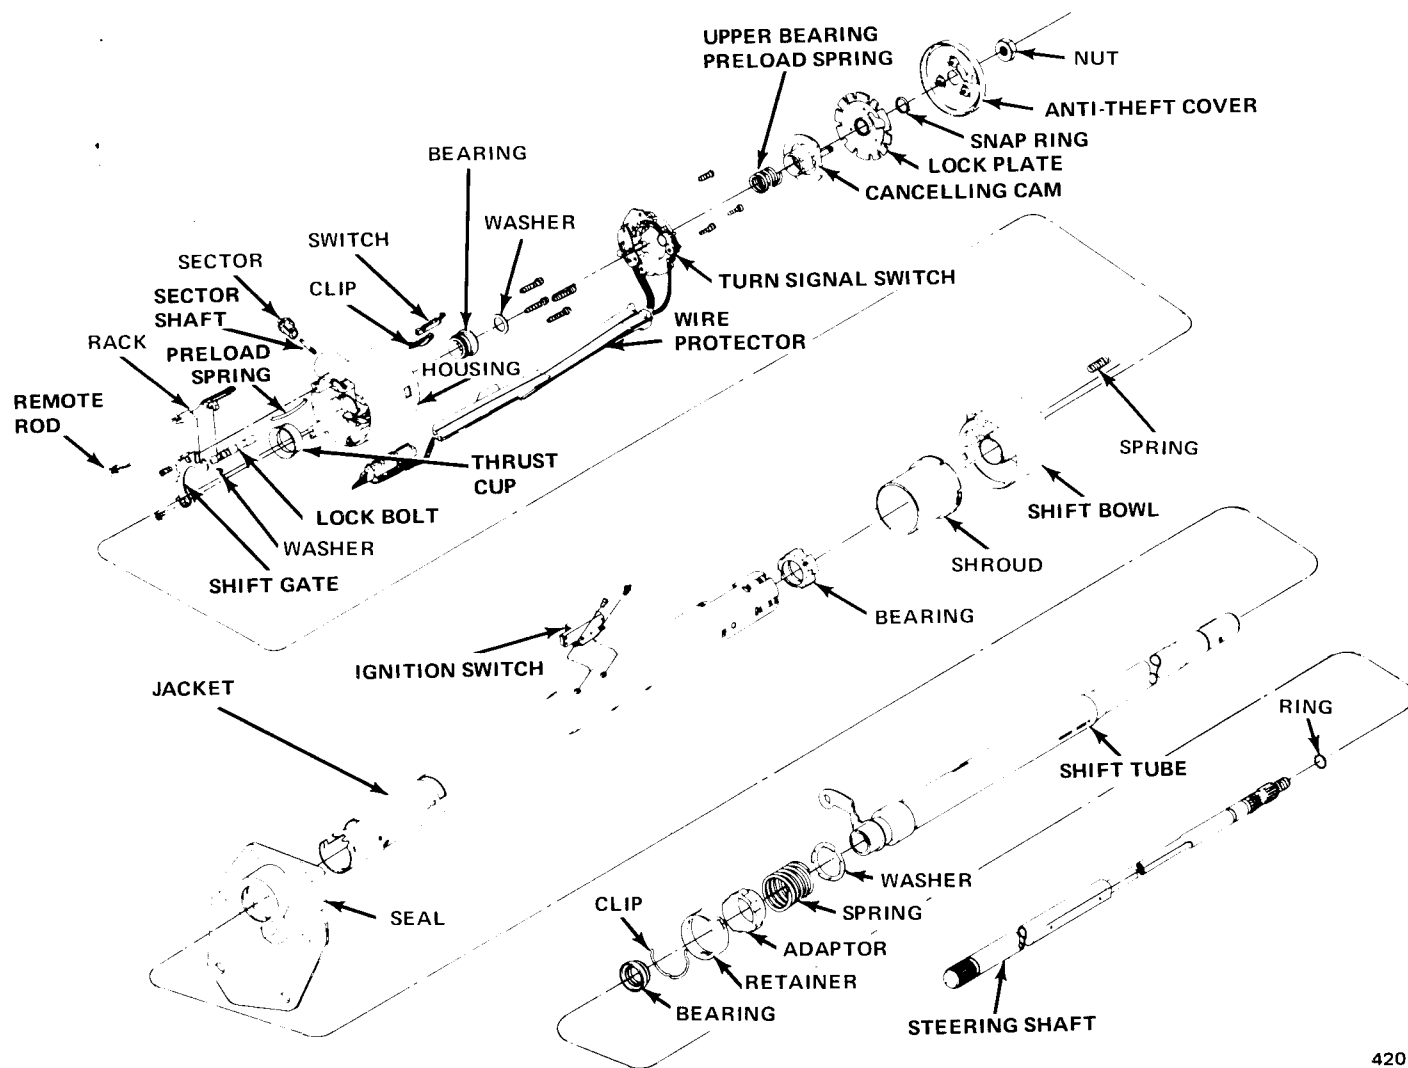 UPPER BEARING
PRELOAD SPRING
NUT
ANTI-THEFT COVER
SNAP RING
LOCK PLATE
CANCELLING CAM
BEARING
WASHER
SWITCH
SECTOR
CLIP
TURN SIGNAL SWITCH
SECTOR
SHAFT
RACK
PRELOAD
SPRING
WIRE
PROTECTOR
HOUSING
REMOTE
ROD
SPRING
THRUST
CUP
LOCK BOLT
SHIFT BOWL
WASHER
SHROUD
SHIFT GATE
BEARING
IGNITION SWITCH
JACKET
RING
SHIFT TUBE
WASHER
CLIP
SPRING
SEAL
ADAPTOR
RETAINER
BEARING
STEERING SHAFT
420